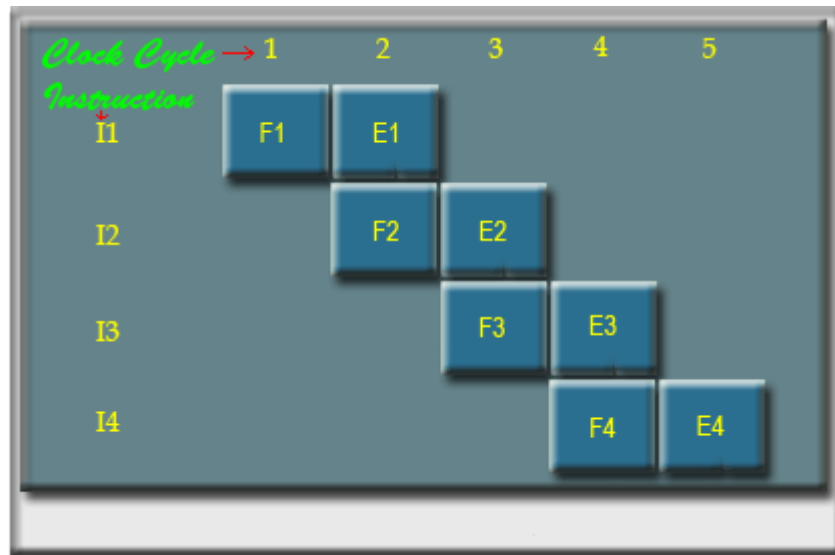 Clock Cycle → 1 2 3 4 5
Instruction
I1 F1 E1
I2 F2 E2
I3 F3 E3
I4 F4 E4